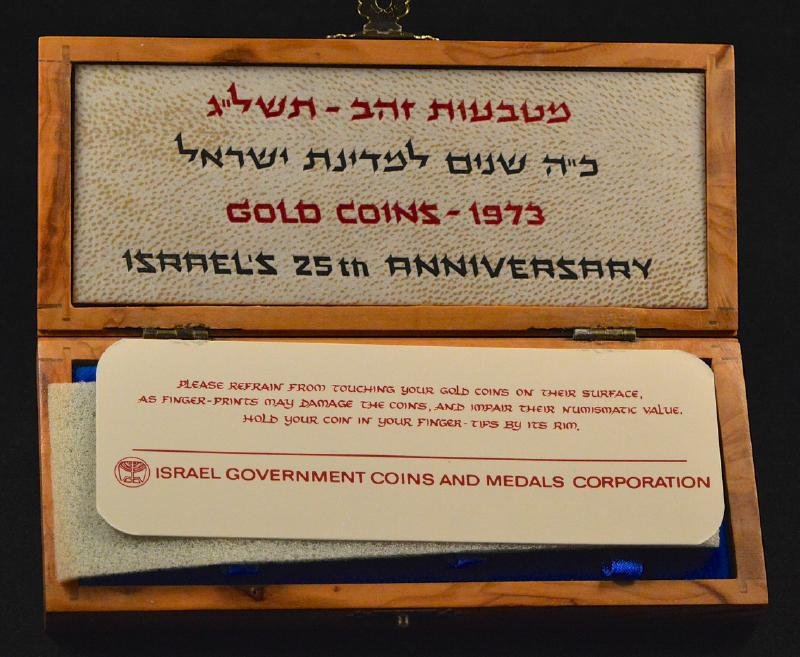 מטבעות זהב - תשל״ג
כ״ה שנים למדינת ישראל
GOLD COINS - 1973
ISRAEL'S 25th ANNIVERSARY
PLEASE REFRAIN FROM TOUCHING YOUR GOLD COINS ON THEIR SURFACE,
AS FINGER-PRINTS MAY DAMAGE THE COINS, AND IMPAIR THEIR NUMISMATIC VALUE.
HOLD YOUR COIN IN YOUR FINGER-TIPS BY ITS RIM.
ISRAEL GOVERNMENT COINS AND MEDALS CORPORATION